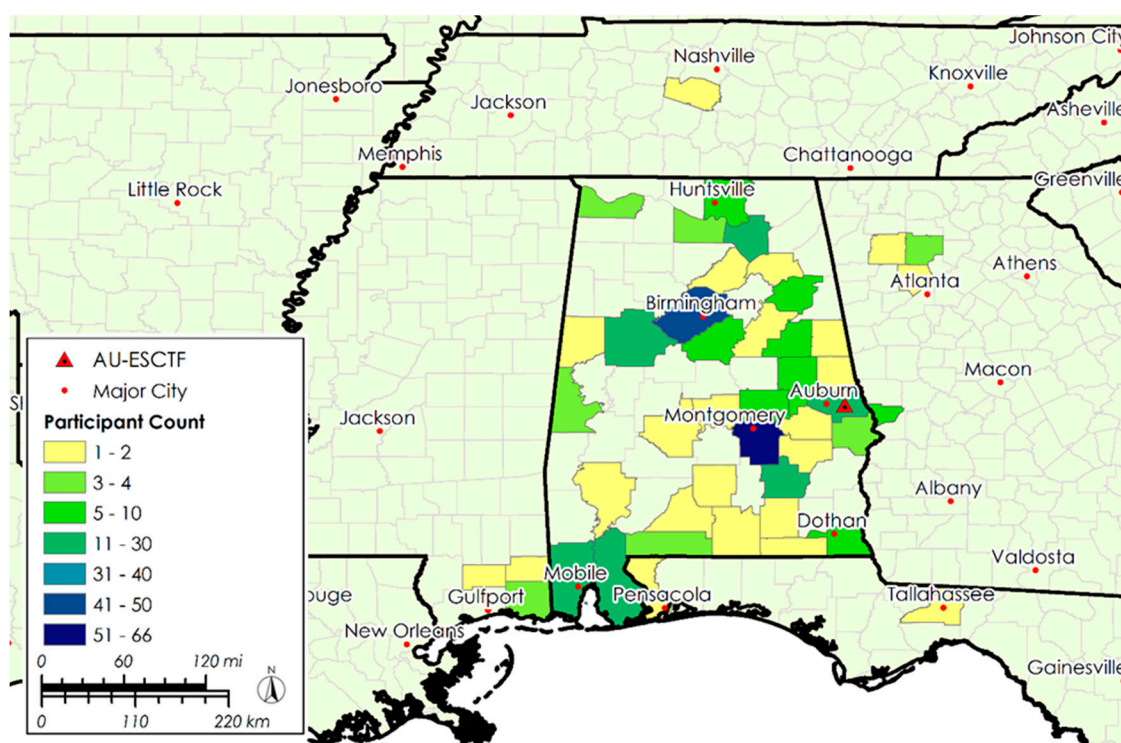 Johnson City
Nashville
Knoxville
Jonesboro
Jackson
Asheville
Memphis
Chattanooga
Little Rock
Huntsville
Greenville
Athens
Atlanta
Birmingham
AU-ESCTF
Major City
Macon
Auburn
Jackson
Montgomery
Participant Count
1 - 2
3 - 4
5 - 10
11 - 30
31 - 40
41 - 50
51 - 66
Albany
Dothan
Valdosta
Mobile
ouge
Gulfport
Pensacola
Tallahassee
New Orleans
Gainesville
0 60 120 mi
N
0 110 220 km